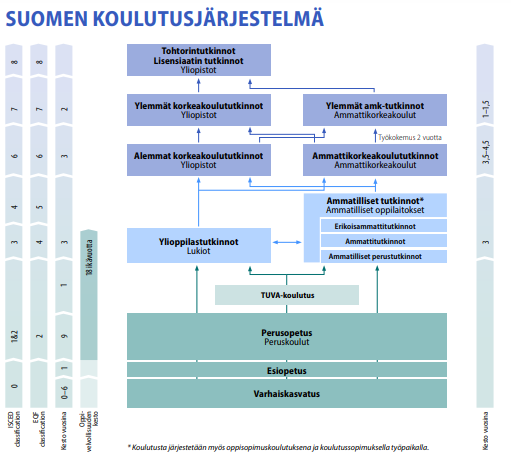 SUOMEN KOULUTUSJÄRJESTELMÄ
8
8
Tohtorintutkinnot
Lisensiaatin tutkinnot
Yliopistot
8
7
7
2
Ylemmät korkeakoulututkinnot
Yliopistot
Ylemmät amk-tutkinnot
Ammattikorkeakoulut
1–1,5
Työkokemus 2 vuotta
6
6
3
Alemmat korkeakoulututkinnot
Yliopistot
Ammattikorkeakoulututkinnot
Ammattikorkeakoulut
3,5–4,5
4
5
Ammatilliset tutkinnot*
Ammatilliset oppilaitokset
Erikoisammattitutkinnot
Ammattitutkinnot
Ammatilliset perustutkinnot
3
4
3
18 ikävuotta
Ylioppilastutkinnot
Lukiot
3
1
TUVA-koulutus
1&2
2
9
Perusopetus
Peruskoulut
1
Esiopetus
0
0–6
Varhaiskasvatus
ISCED
classification
EQF
classification
Kesto vuosina
Oppi-
velvollisuuden
kesto
Kesto vuosina
* Koulutusta järjestetään myös oppisopimuskoulutuksena ja koulutussopimuksella työpaikalla.